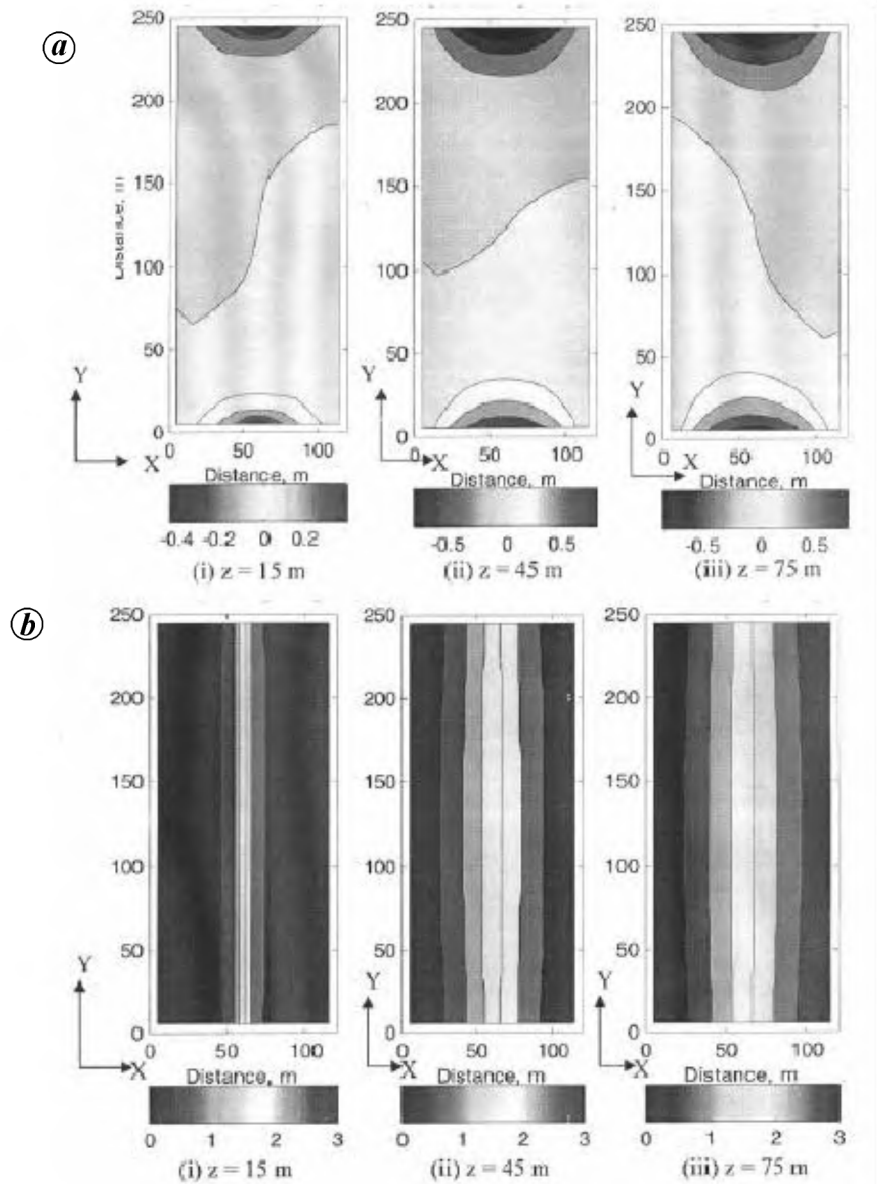 a
250 250 250
200 200 200
150 150 150
100 100 100
50 50 50
0 0 0
Distance, m
Y Y Y
X X X
0 50 100 0 50 100 0 50 100
Distance, m Distance, m Distance, m
-0.4 -0.2 0 0.2 -0.5 0 0.5 -0.5 0 0.5
(i) z = 15 m (ii) z = 45 m (iii) z = 75 m
b
250 250 250
200 200 200
150 150 150
100 100 100
50 50 50
0 0 0
Y Y Y
X X X
0 50 100 0 50 100 0 50 100
Distance, m Distance, m Distance, m
0 1 2 3 0 1 2 3 0 1 2 3
(i) z = 15 m (ii) z = 45 m (iii) z = 75 m